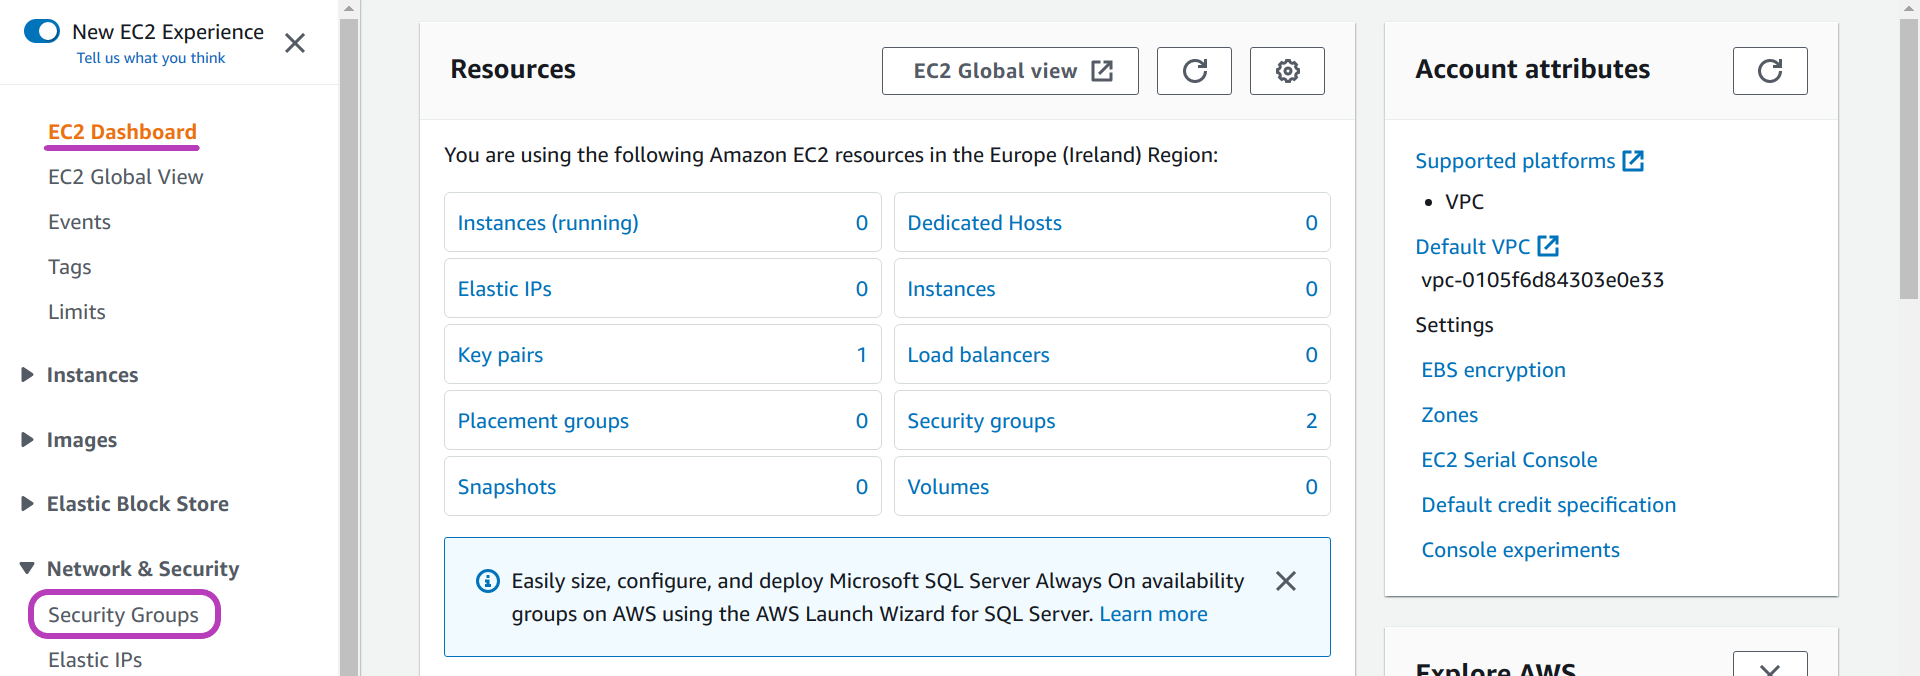 New EC2 Experience
Tell us what you think
EC2 Dashboard
EC2 Global View
Events
Tags
Limits
Instances
Images
Elastic Block Store
Network & Security
Security Groups
Elastic IPs
Resources
EC2 Global view
You are using the following Amazon EC2 resources in the Europe (Ireland) Region:
Instances (running) 0
Dedicated Hosts 0
Elastic IPs 0
Instances 0
Key pairs 1
Load balancers 0
Placement groups 0
Security groups 2
Snapshots 0
Volumes 0
Easily size, configure, and deploy Microsoft SQL Server Always On availability
groups on AWS using the AWS Launch Wizard for SQL Server. Learn more
Account attributes
Supported platforms
• VPC
Default VPC
vpc-0105f6d84303e0e33
Settings
EBS encryption
Zones
EC2 Serial Console
Default credit specification
Console experiments
Explore AWS